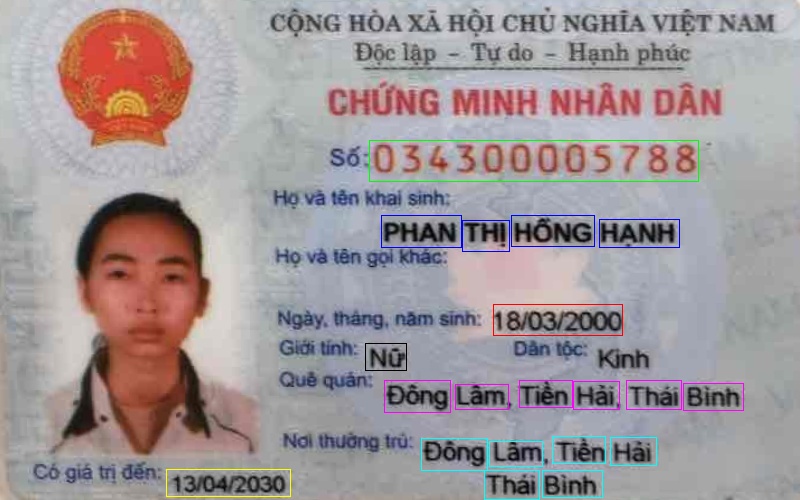 CỘNG HÒA XÃ HỘI CHỦ NGHĨA VIỆT NAM
Độc lập - Tự do - Hạnh phúc
CHỨNG MINH NHÂN DÂN
Số: 034300005788
Họ và tên khai sinh:
PHAN THỊ HỒNG HẠNH
Họ và tên gọi khác:
Ngày, tháng, năm sinh: 18/03/2000
Giới tính: Nữ Dân tộc: Kinh
Quê quán: Đông Lâm, Tiền Hải, Thái Bình
Nơi thường trú: Đông Lâm, Tiền Hải
Thái Bình
Có giá trị đến: 13/04/2030